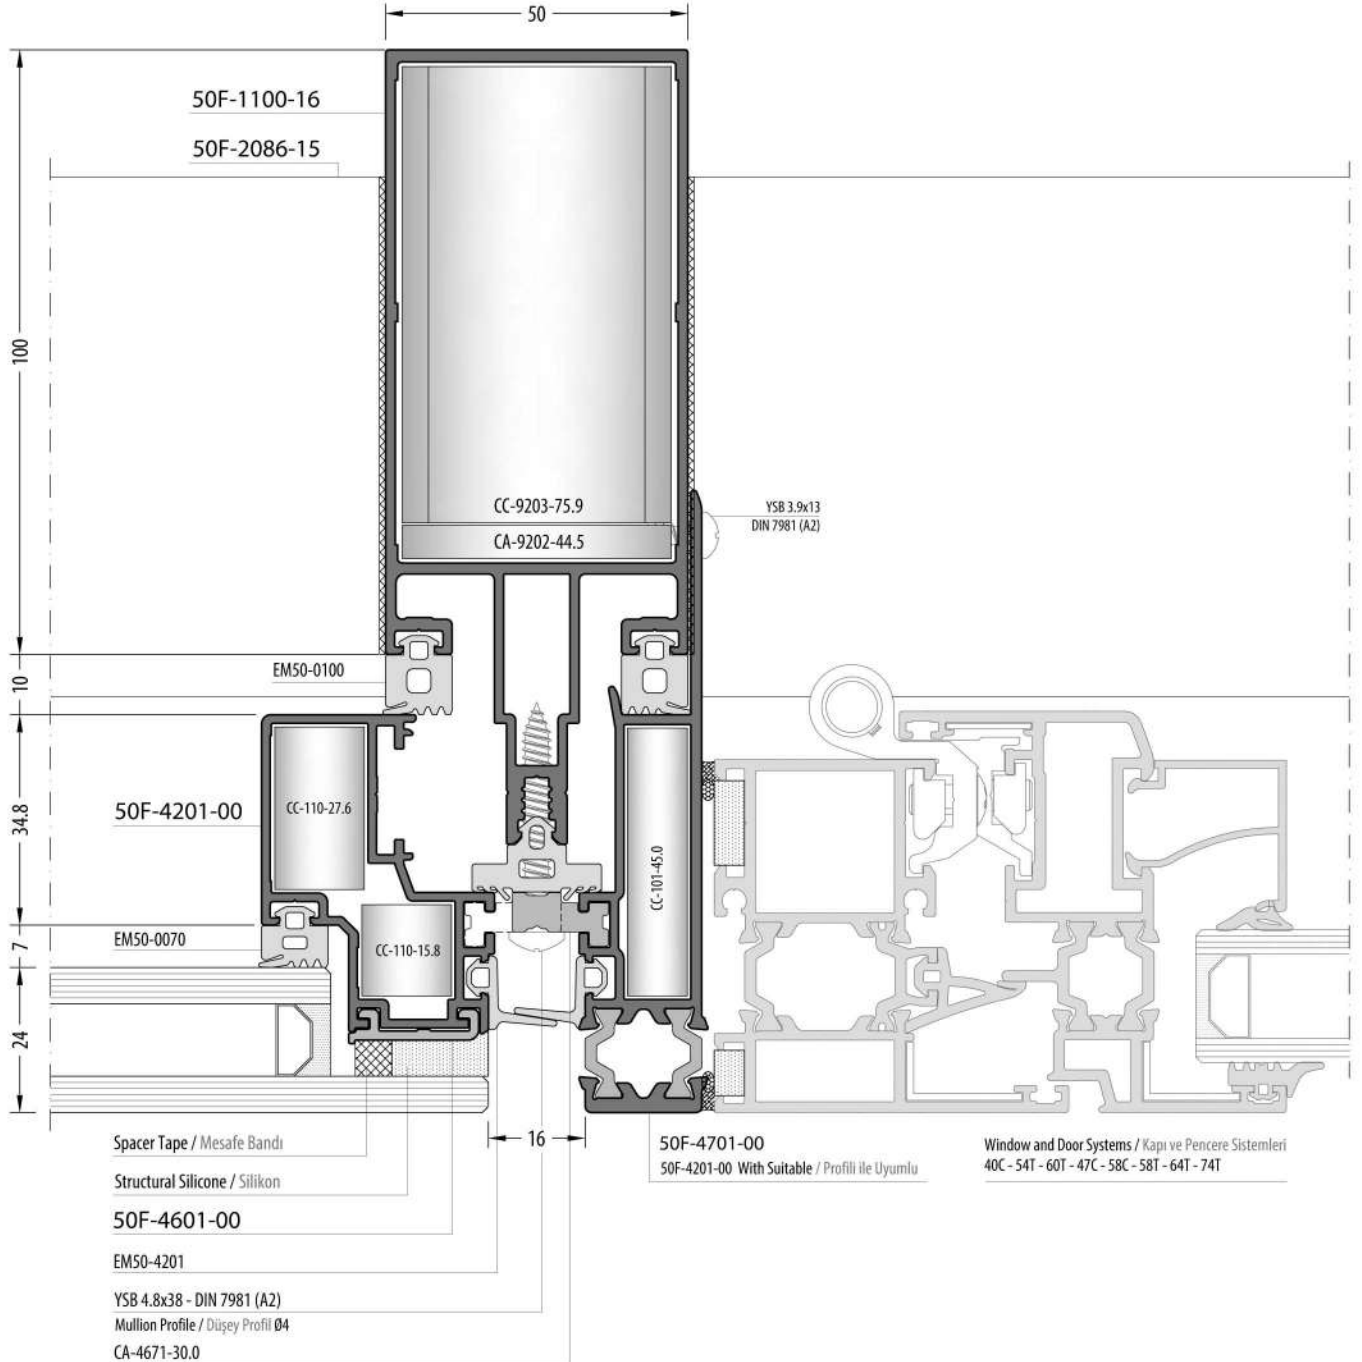 50
50F-1100-16
50F-2086-15
100
CC-9203-75.9
CA-9202-44.5
YSB 3.9x13
DIN 7981 (A2)
EM50-0100
10
34.8
50F-4201-00
CC-110-27.6
CC-101-45.0
EM50-0070
7
CC-110-15.8
24
16
Spacer Tape / Mesafe Bandı
Structural Silicone / Silikon
50F-4601-00
EM50-4201
YSB 4.8x38 - DIN 7981 (A2)
Mullion Profile / Düşey Profil Ø4
CA-4671-30.0
50F-4701-00
50F-4201-00 With Suitable / Profili ile Uyumlu
Window and Door Systems / Kapı ve Pencere Sistemleri
40C - 54T - 60T - 47C - 58C - 58T - 64T - 74T